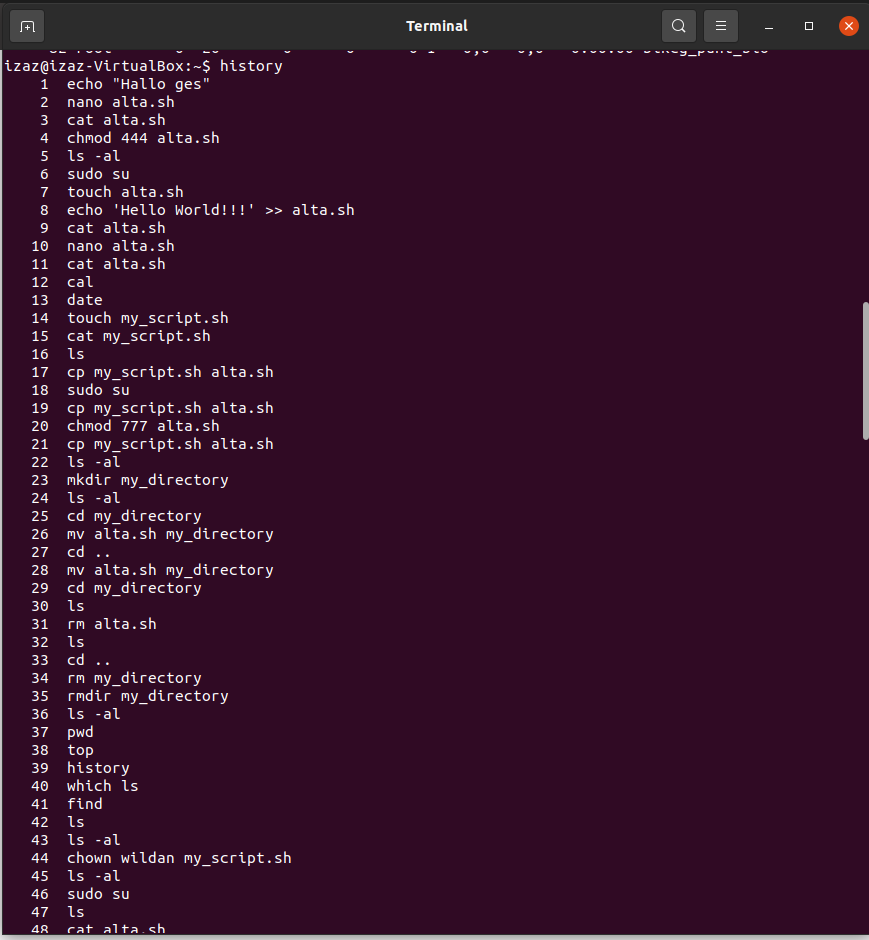 Terminal
izaz@izaz-VirtualBox:~$ history
1 echo "Hallo ges"
2 nano alta.sh
3 cat alta.sh
4 chmod 444 alta.sh
5 ls -al
6 sudo su
7 touch alta.sh
8 echo 'Hello World!!!' >> alta.sh
9 cat alta.sh
10 nano alta.sh
11 cat alta.sh
12 cal
13 date
14 touch my_script.sh
15 cat my_script.sh
16 ls
17 cp my_script.sh alta.sh
18 sudo su
19 cp my_script.sh alta.sh
20 chmod 777 alta.sh
21 cp my_script.sh alta.sh
22 ls -al
23 mkdir my_directory
24 ls -al
25 cd my_directory
26 mv alta.sh my_directory
27 cd ..
28 mv alta.sh my_directory
29 cd my_directory
30 ls
31 rm alta.sh
32 ls
33 cd ..
34 rm my_directory
35 rmdir my_directory
36 ls -al
37 pwd
38 top
39 history
40 which ls
41 find
42 ls
43 ls -al
44 chown wildan my_script.sh
45 ls -al
46 sudo su
47 ls
48 cat alta.sh